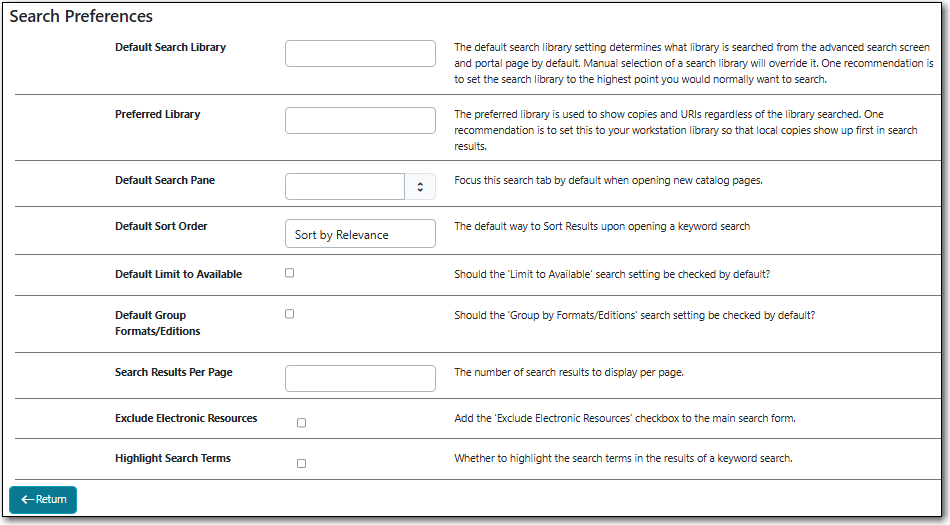 Search Preferences
Default Search Library
The default search library setting determines what library is searched from the advanced search screen
and portal page by default. Manual selection of a search library will override it. One recommendation is
to set the search library to the highest point you would normally want to search.
Preferred Library
The preferred library is used to show copies and URIs regardless of the library searched. One
recommendation is to set this to your workstation library so that local copies show up first in search
results.
Default Search Pane
Focus this search tab by default when opening new catalog pages.
Default Sort Order
Sort by Relevance
The default way to Sort Results upon opening a keyword search
Default Limit to Available
Should the 'Limit to Available' search setting be checked by default?
Default Group
Formats/Editions
Should the 'Group by Formats/Editions' search setting be checked by default?
Search Results Per Page
The number of search results to display per page.
Exclude Electronic Resources
Add the 'Exclude Electronic Resources' checkbox to the main search form.
Highlight Search Terms
Whether to highlight the search terms in the results of a keyword search.
Return